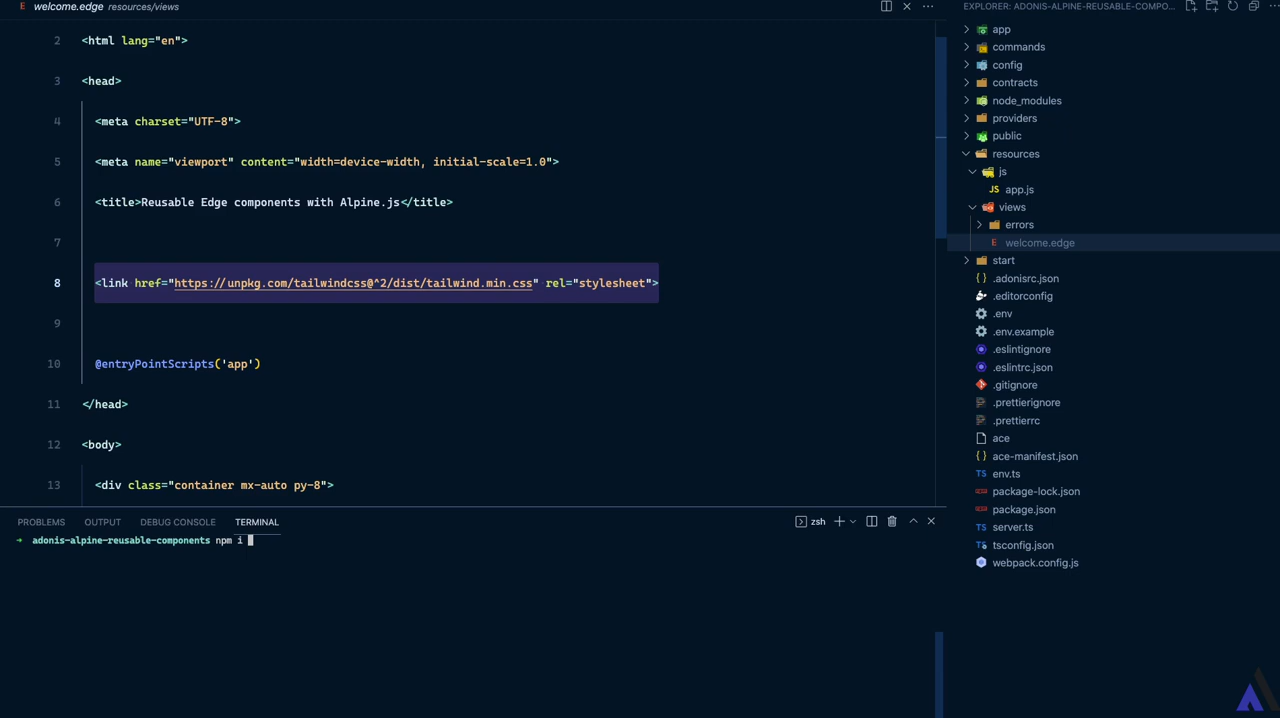 welcome.edge resources/views
2 <html lang="en">
3 <head>
4 <meta charset="UTF-8">
5 <meta name="viewport" content="width=device-width, initial-scale=1.0">
6 <title>Reusable Edge components with Alpine.js</title>
7
8 <link href="https://unpkg.com/tailwindcss@^2/dist/tailwind.min.css" rel="stylesheet">
9
10 @entryPointScripts('app')
11 </head>
12 <body>
13 <div class="container mx-auto py-8">
PROBLEMS OUTPUT DEBUG CONSOLE TERMINAL zsh
adonis-alpine-reusable-components npm i
EXPLORER: ADONIS-ALPINE-REUSABLE-COMPO...
app
commands
config
contracts
node_modules
providers
public
resources
js
JS app.js
views
errors
E welcome.edge
start
{ } .adonisrc.json
.editorconfig
.env
.env.example
.eslintignore
.eslintrc.json
.gitignore
.prettierignore
.prettierrc
ace
{ } ace-manifest.json
TS env.ts
package-lock.json
package.json
TS server.ts
TS tsconfig.json
webpack.config.js